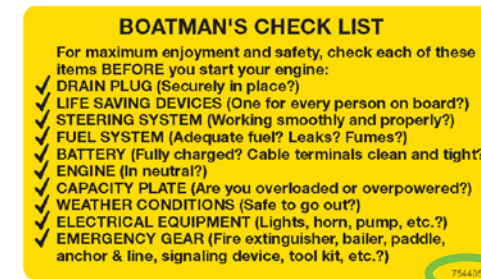 BOATMAN'S CHECK LIST
For maximum enjoyment and safety, check each of these
items BEFORE you start your engine:
DRAIN PLUG (Securely in place?)
LIFE SAVING DEVICES (One for every person on board?)
STEERING SYSTEM (Working smoothly and properly?)
FUEL SYSTEM (Adequate fuel? Leaks? Fumes?)
BATTERY (Fully charged? Cable terminals clean and tight?
ENGINE (In neutral?)
CAPACITY PLATE (Are you overloaded or overpowered?)
WEATHER CONDITIONS (Safe to go out?)
ELECTRICAL EQUIPMENT (Lights, horn, pump, etc.?)
EMERGENCY GEAR (Fire extinguisher, bailer, paddle,
anchor & line, signaling device, tool kit, etc.?)